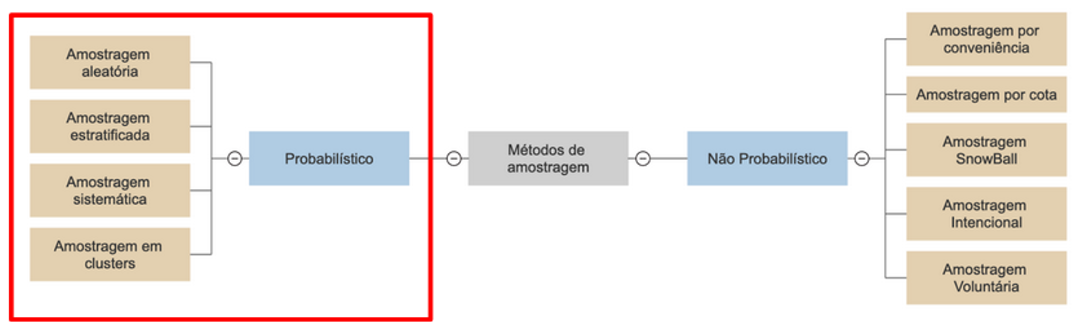 Amostragem
aleatória
Amostragem
estratificada
Amostragem
sistemática
Amostragem em
clusters
Probabilístico
Métodos de
amostragem
Não Probabilístico
Amostragem por
conveniência
Amostragem por cota
Amostragem
SnowBall
Amostragem
Intencional
Amostragem
Voluntária